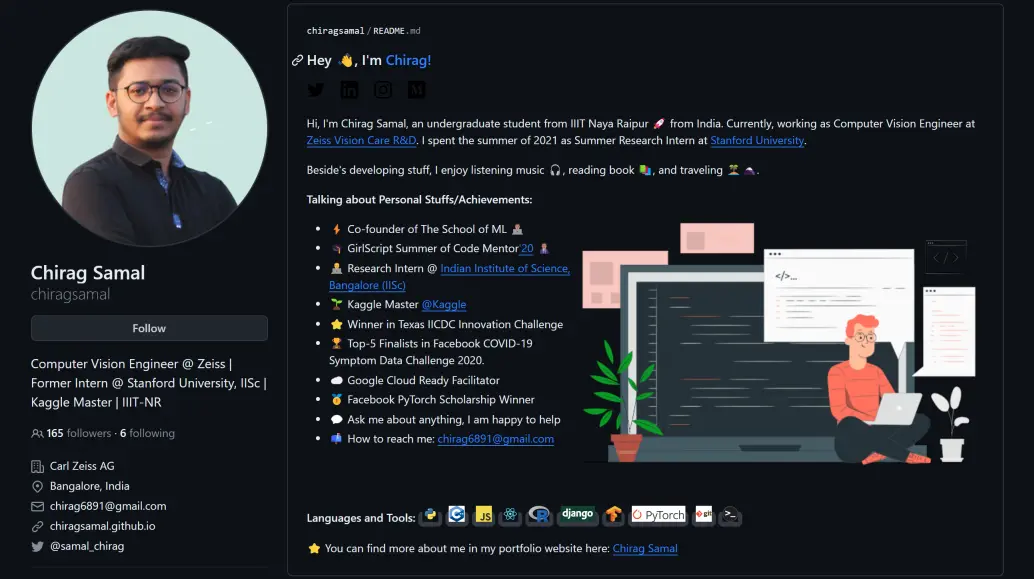 chiragsamal/README.md
Hey 👋, I'm Chirag!
Hi, I'm Chirag Samal, an undergraduate student from IIIT Naya Raipur 🚀 from India. Currently, working as Computer Vision Engineer at
Zeiss Vision Care R&D. I spent the summer of 2021 as Summer Research Intern at Stanford University.
Beside's developing stuff, I enjoy listening music 🎧, reading book 📚, and traveling 🏝 🏔.
Talking about Personal Stuffs/Achievements:
Co-founder of The School of ML
GirlScript Summer of Code Mentor'20
Research Intern @ Indian Institute of Science,
Bangalore (IISc)
Kaggle Master @Kaggle
Winner in Texas IICDC Innovation Challenge
Top-5 Finalists in Facebook COVID-19
Symptom Data Challenge 2020.
Google Cloud Ready Facilitator
Facebook PyTorch Scholarship Winner
Ask me about anything, I am happy to help
How to reach me: chirag6891@gmail.com
</>...
</>
Languages and Tools: C++ JS R django PyTorch git >_
You can find more about me in my portfolio website here: Chirag Samal
Chirag Samal
chiragsamal
Follow
Computer Vision Engineer @ Zeiss |
Former Intern @ Stanford University, IISc |
Kaggle Master | IIIT-NR
165 followers · 6 following
Carl Zeiss AG
Bangalore, India
chirag6891@gmail.com
chiragsamal.github.io
@samal_chirag